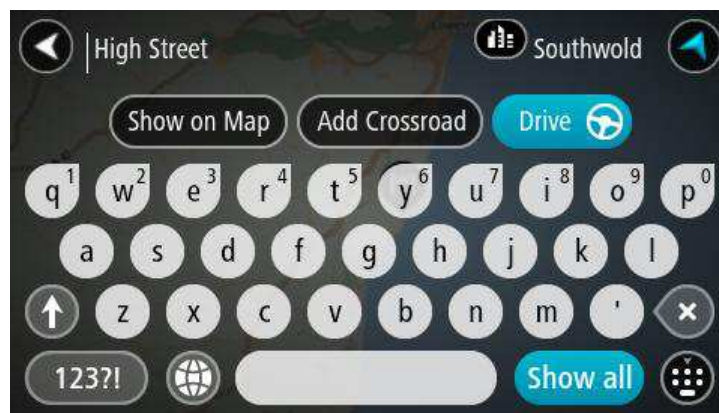 High Street Southwold
Show on Map Add Crossroad Drive
q1 w2 e3 r4 t5 y6 u7 i8 o9 p0
a s d f g h j k l
z x c v b n m '
123?! Show all